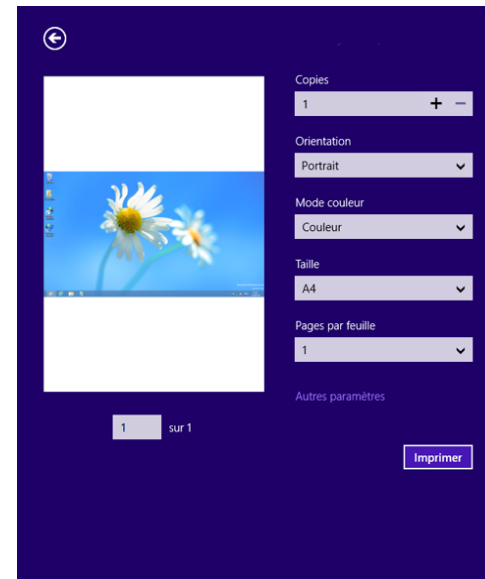 Copies
1
Orientation
Portrait
Mode couleur
Couleur
Taille
A4
Pages par feuille
1
Autres paramètres
1 sur 1
Imprimer